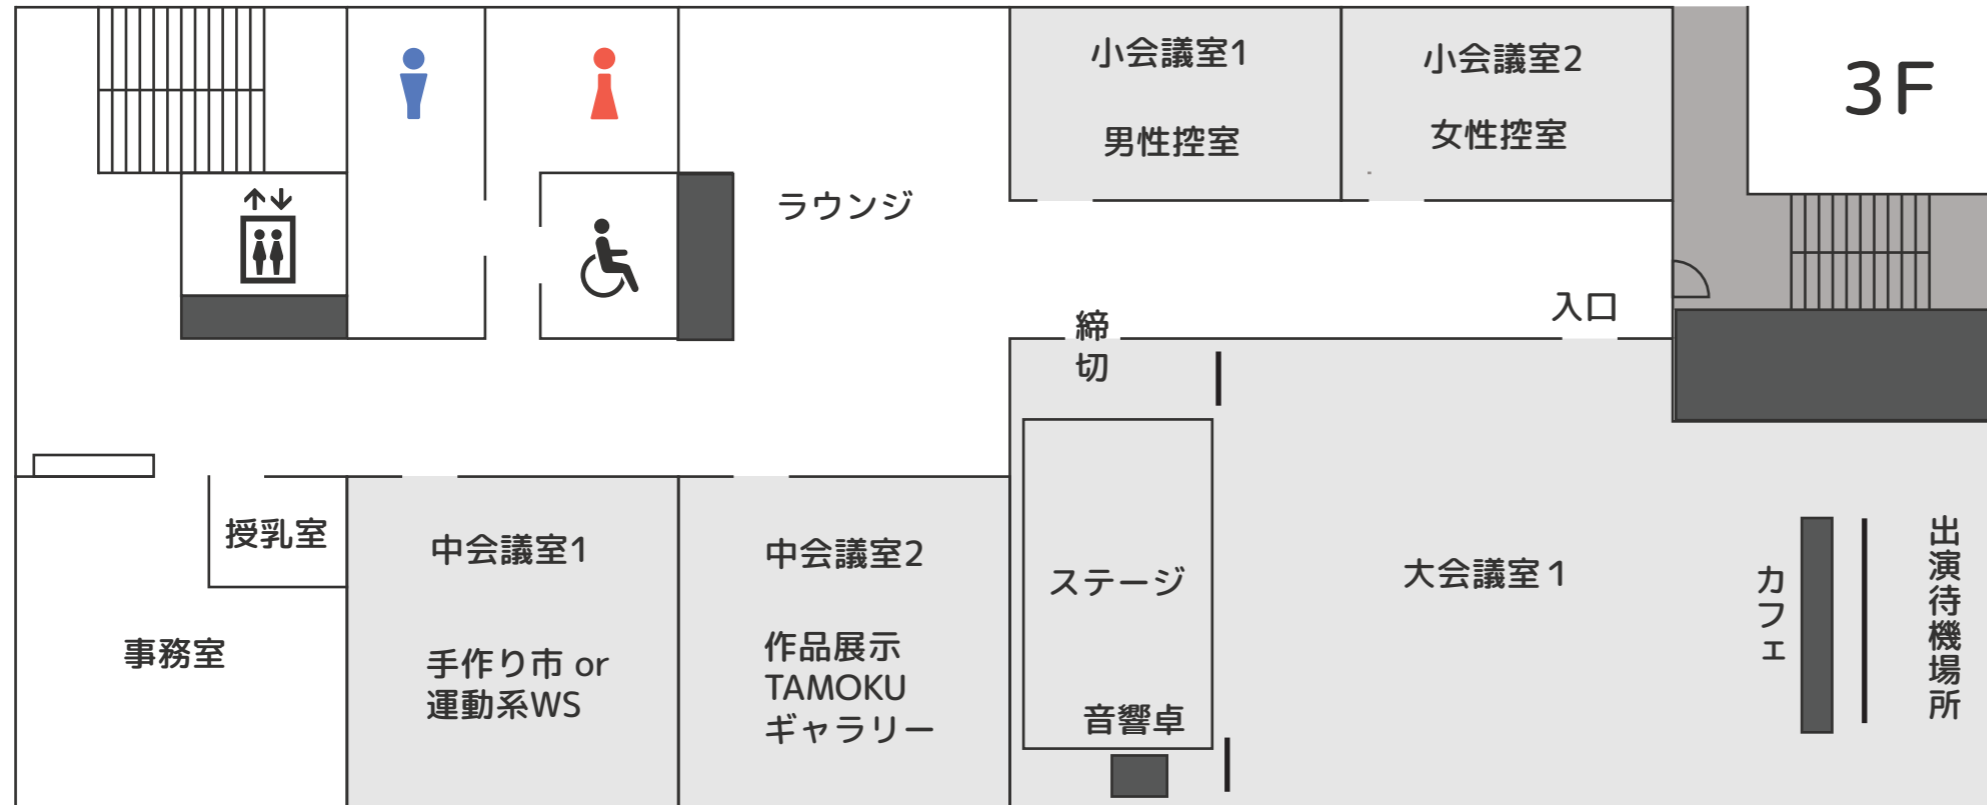 小会議室1
男性控室
小会議室2
女性控室
3F
ラウンジ
締切
入口
授乳室
事務室
中会議室1
手作り市 or
運動系WS
中会議室2
作品展示
TAMOKU
ギャラリー
ステージ
音響卓
大会議室1
カフェ
出演待機場所